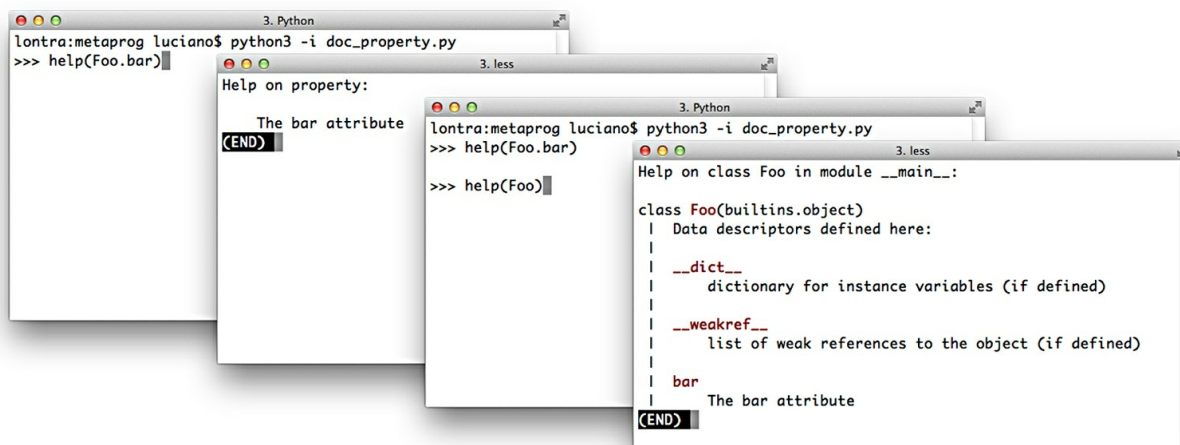 3. Python
lontra:metaprog luciano$ python3 -i doc_property.py
>>> help(Foo.bar)
3. less
Help on property:
The bar attribute
(END)
3. Python
lontra:metaprog luciano$ python3 -i doc_property.py
>>> help(Foo.bar)
>>> help(Foo)
3. less
Help on class Foo in module __main__:
class Foo(builtins.object)
 |  Data descriptors defined here:
 |
 |  __dict__
 |      dictionary for instance variables (if defined)
 |
 |  __weakref__
 |      list of weak references to the object (if defined)
 |
 |  bar
 |      The bar attribute
(END)